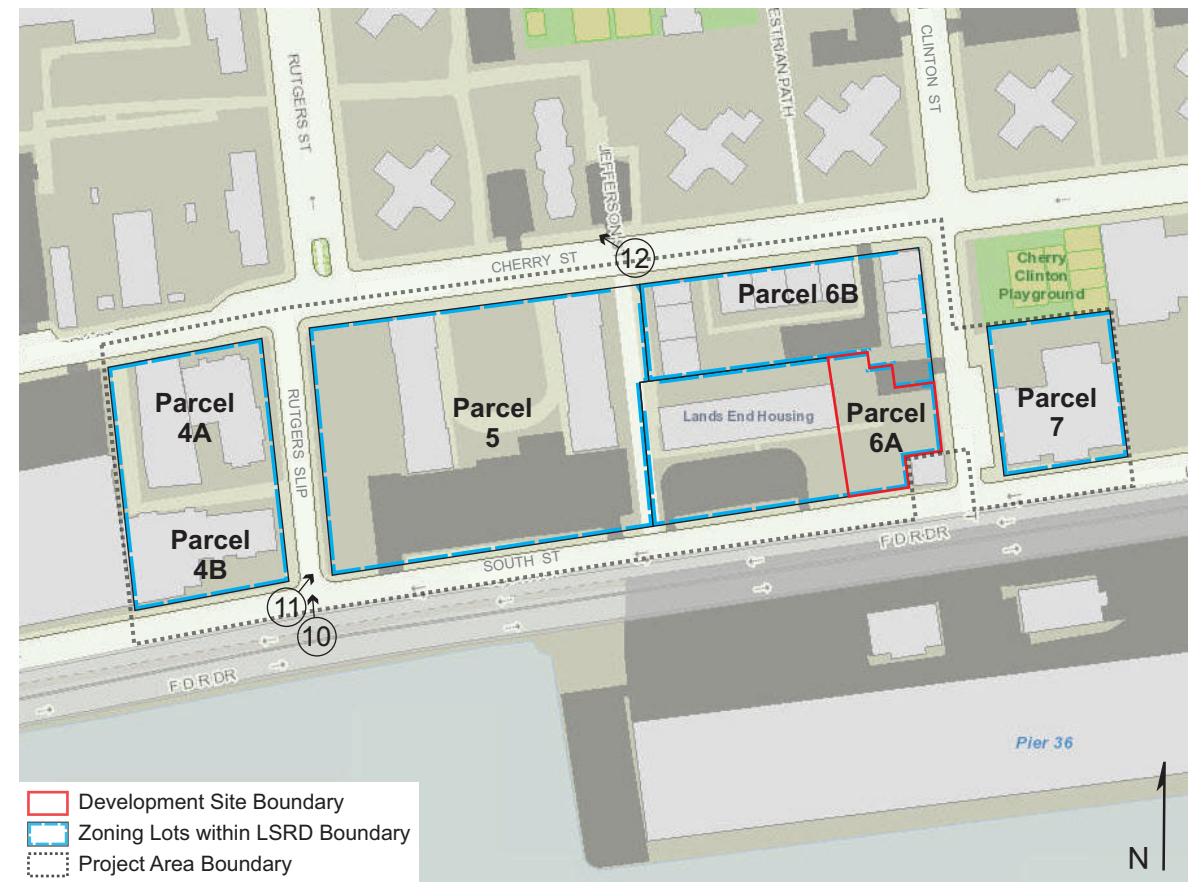 RUTGERS ST
ESTRIAN PATH
CLINTON ST
JEFFERSON S
12
CHERRY ST
Cherry
Clinton
Playground
Parcel 6B
Parcel
4A
RUTGERS SLIP
Parcel
5
Lands End Housing
Parcel
6A
Parcel
7
Parcel
4B
SOUTH ST
F D R DR
11
10
F D R DR
Pier 36
Development Site Boundary
Zoning Lots within LSRD Boundary
Project Area Boundary
N